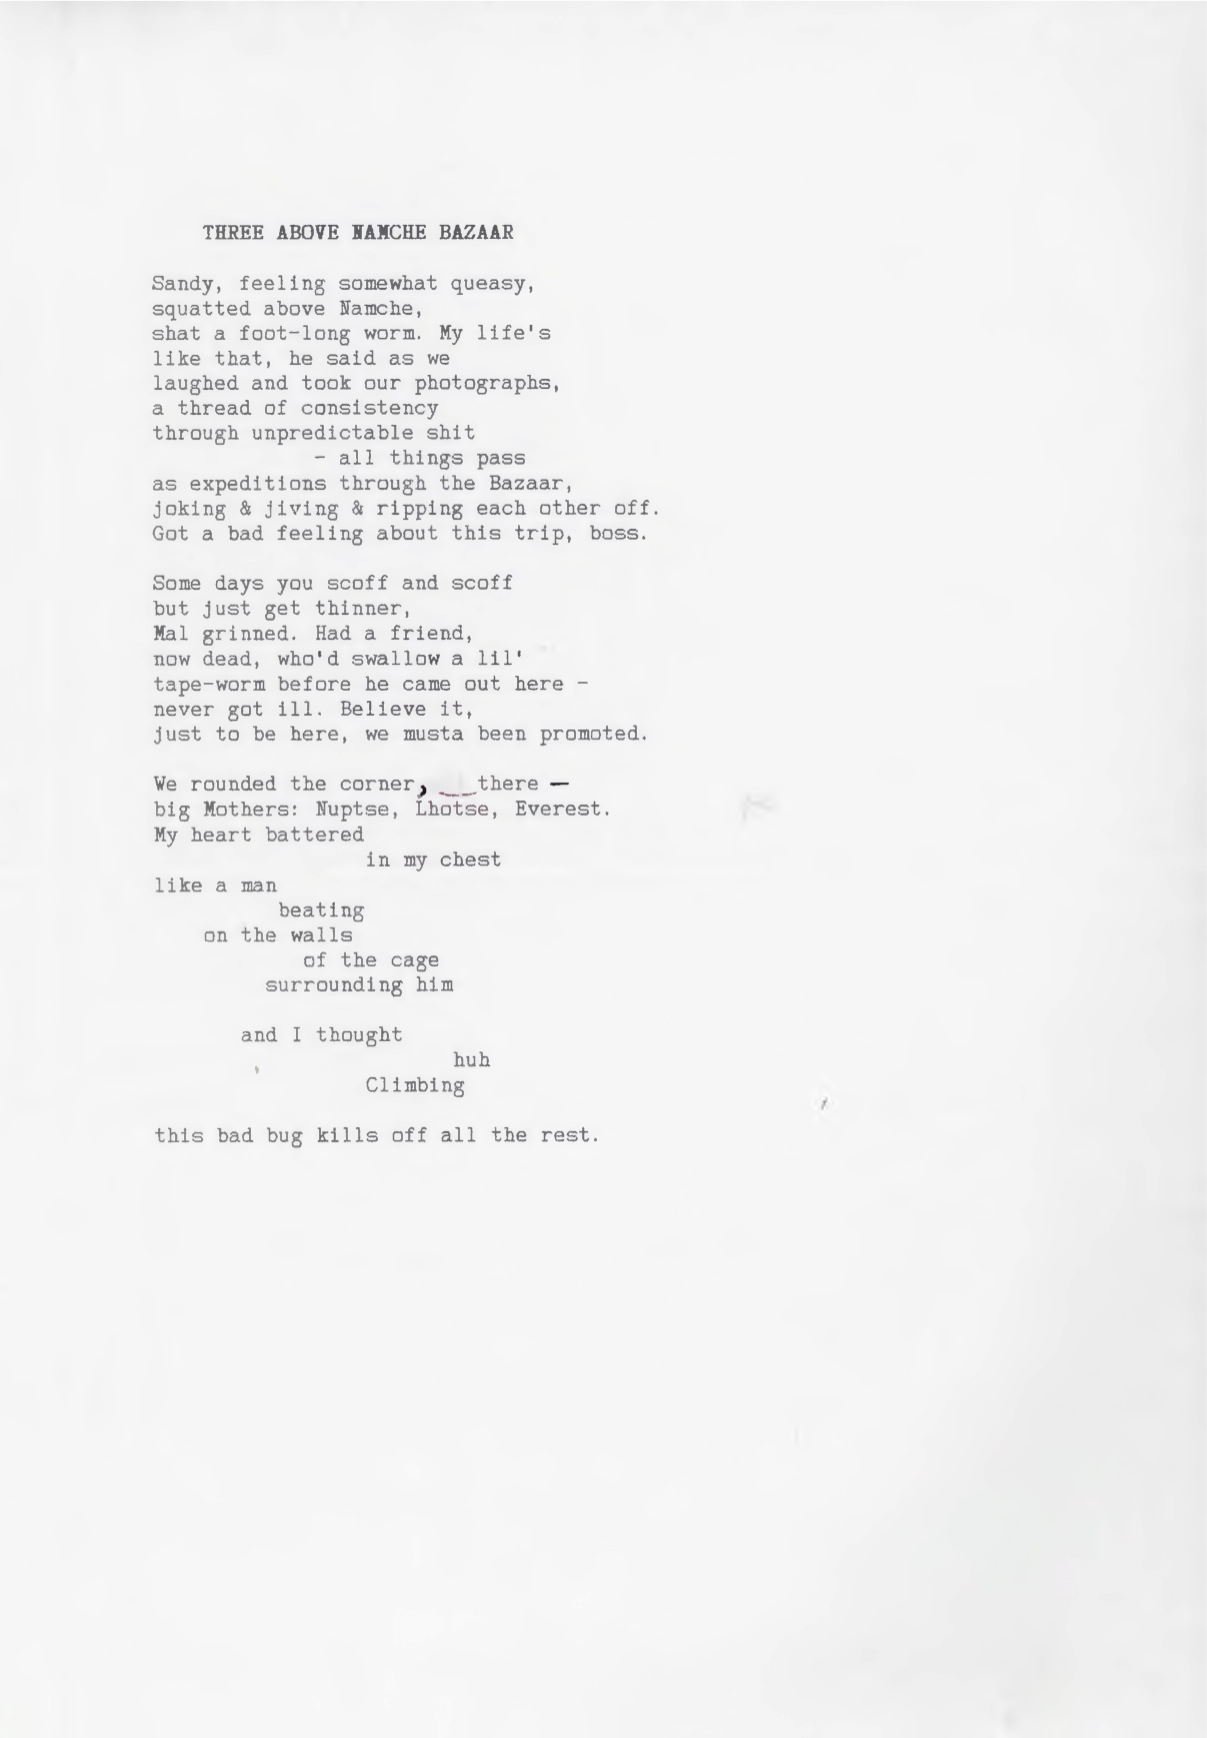 THREE ABOVE NAMCHE BAZAAR
Sandy, feeling somewhat queasy,
squatted above Namche,
shat a foot-long worm. My life's
like that, he said as we
laughed and took our photographs,
a thread of consistency
through unpredictable shit
- all things pass
as expeditions through the Bazaar,
joking & jiving & ripping each other off.
Got a bad feeling about this trip, boss.
Some days you scoff and scoff
but just get thinner,
Mal grinned. Had a friend,
now dead, who'd swallow a lil'
tape-worm before he came out here -
never got ill. Believe it,
just to be here, we musta been promoted.
We rounded the corner, there —
big Mothers: Nuptse, Lhotse, Everest.
My heart battered
in my chest
like a man
beating
on the walls
of the cage
surrounding him
and I thought
huh
Climbing
this bad bug kills off all the rest.